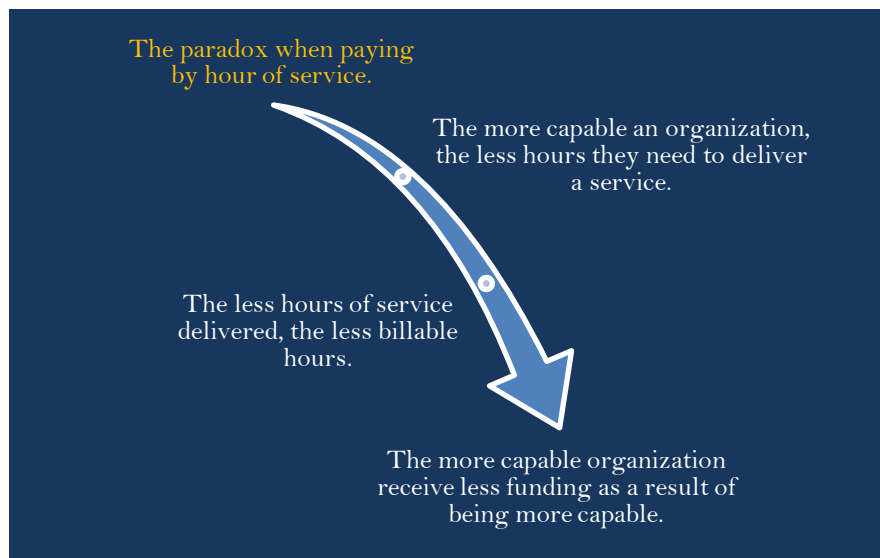 The paradox when paying
by hour of service.
The more capable an organization,
the less hours they need to deliver
a service.
The less hours of service
delivered, the less billable
hours.
The more capable organization
receive less funding as a result of
being more capable.